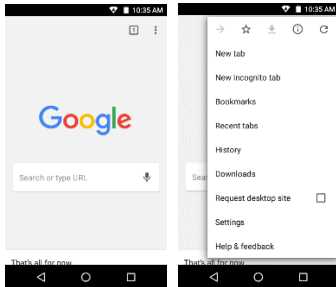 10:35 AM
1
Google
Search or type URL
That's all for now
10:35 AM
New tab
New incognito tab
Bookmarks
Recent tabs
History
Downloads
Request desktop site
Settings
Help & feedback
Sear
That's all for now